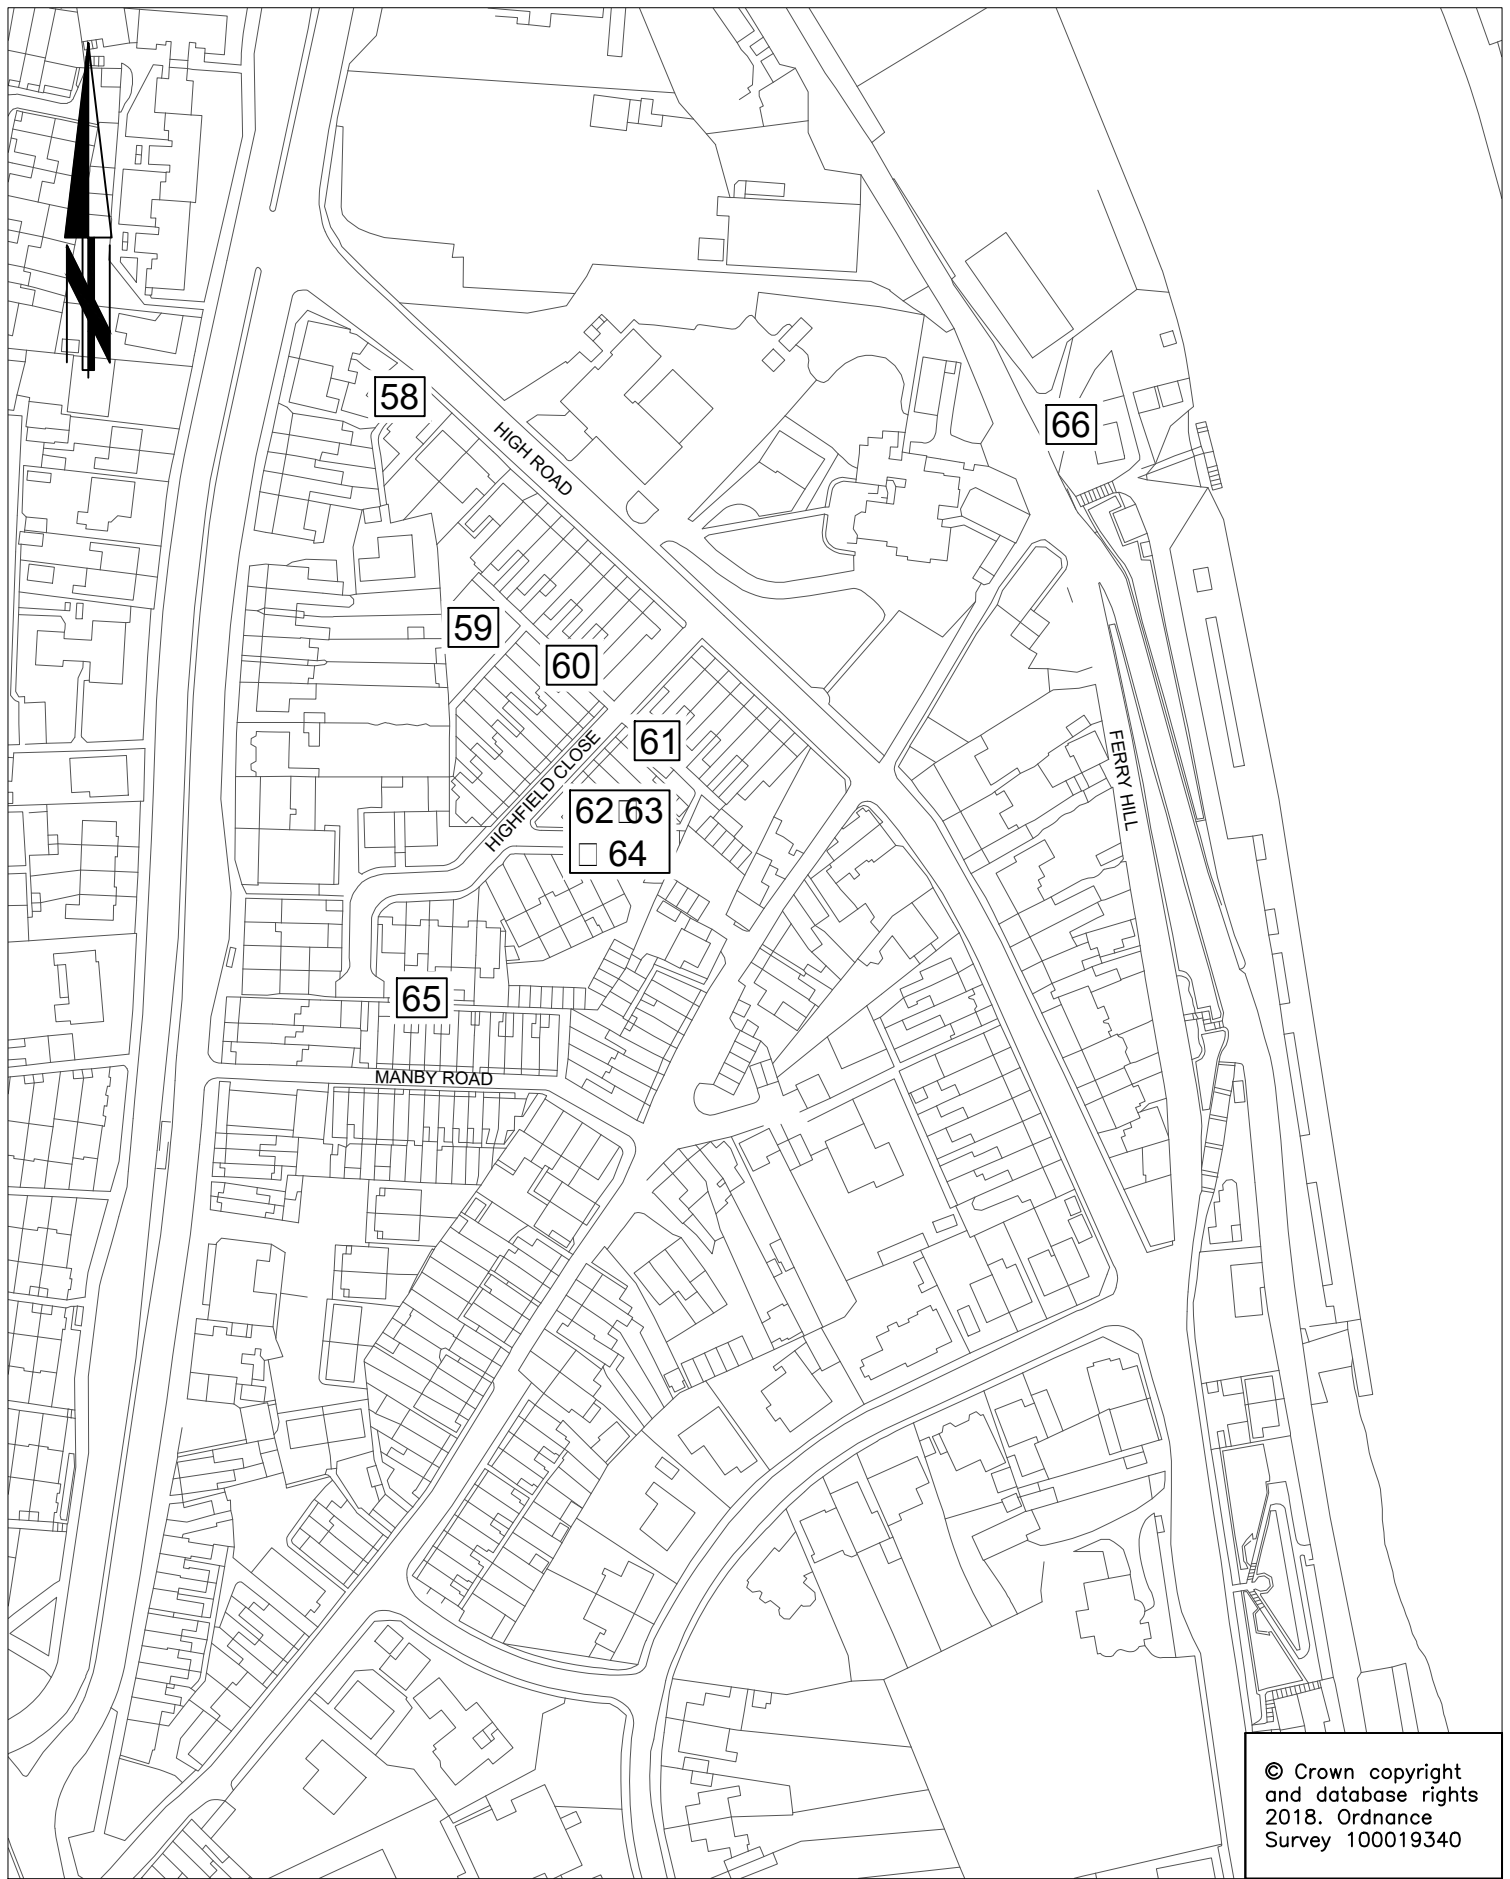 58
HIGH ROAD
66
59
60
61
HIGHFIELD CLOSE
FERRY HILL
62 □ 63
□ 64
65
MANBY ROAD
© Crown copyright
and database rights
2018. Ordnance
Survey 100019340